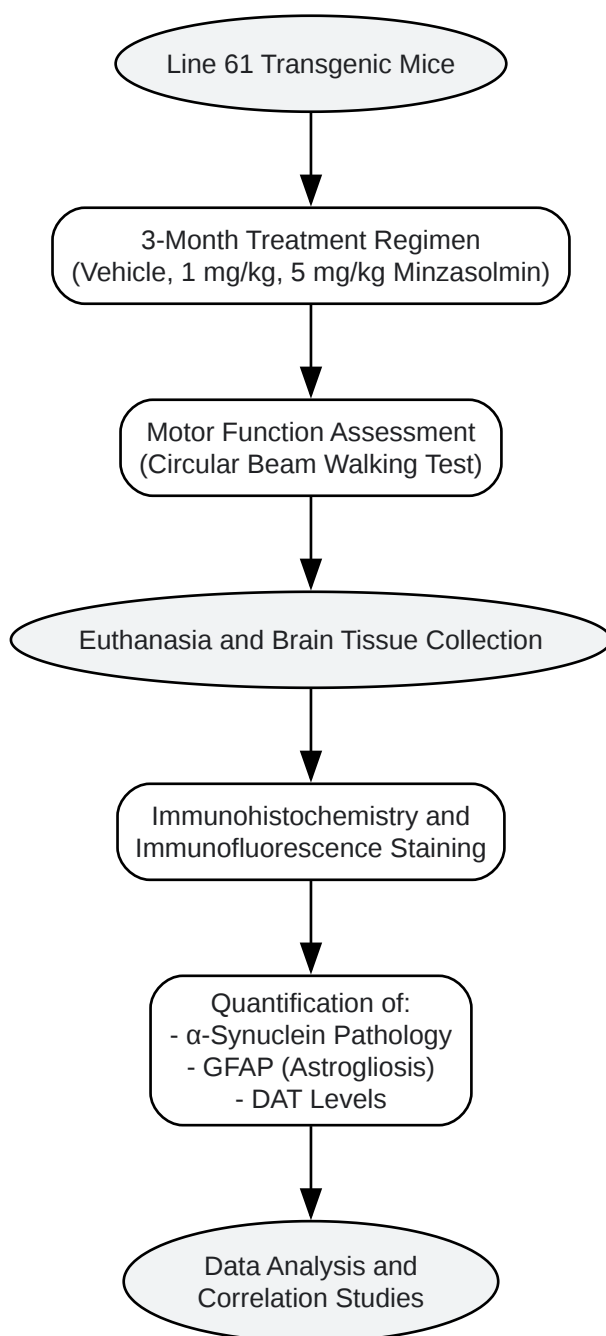 Line 61 Transgenic Mice
3-Month Treatment Regimen
(Vehicle, 1 mg/kg, 5 mg/kg Minzasolmin)
Motor Function Assessment
(Circular Beam Walking Test)
Euthanasia and Brain Tissue Collection
Immunohistochemistry and
Immunofluorescence Staining
Quantification of:
- α-Synuclein Pathology
- GFAP (Astrogliosis)
- DAT Levels
Data Analysis and
Correlation Studies